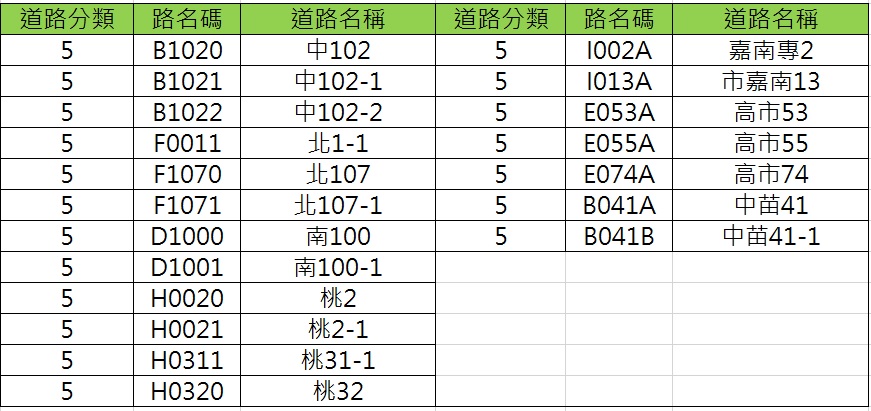 道路分類 路名碼 道路名稱 道路分類 路名碼 道路名稱
5 B1020 中102 5 I002A 嘉南專2
5 B1021 中102-1 5 I013A 市嘉南13
5 B1022 中102-2 5 E053A 高市53
5 F0011 北1-1 5 E055A 高市55
5 F1070 北107 5 E074A 高市74
5 F1071 北107-1 5 B041A 中苗41
5 D1000 南100 5 B041B 中苗41-1
5 D1001 南100-1
5 H0020 桃2
5 H0021 桃2-1
5 H0311 桃31-1
5 H0320 桃32